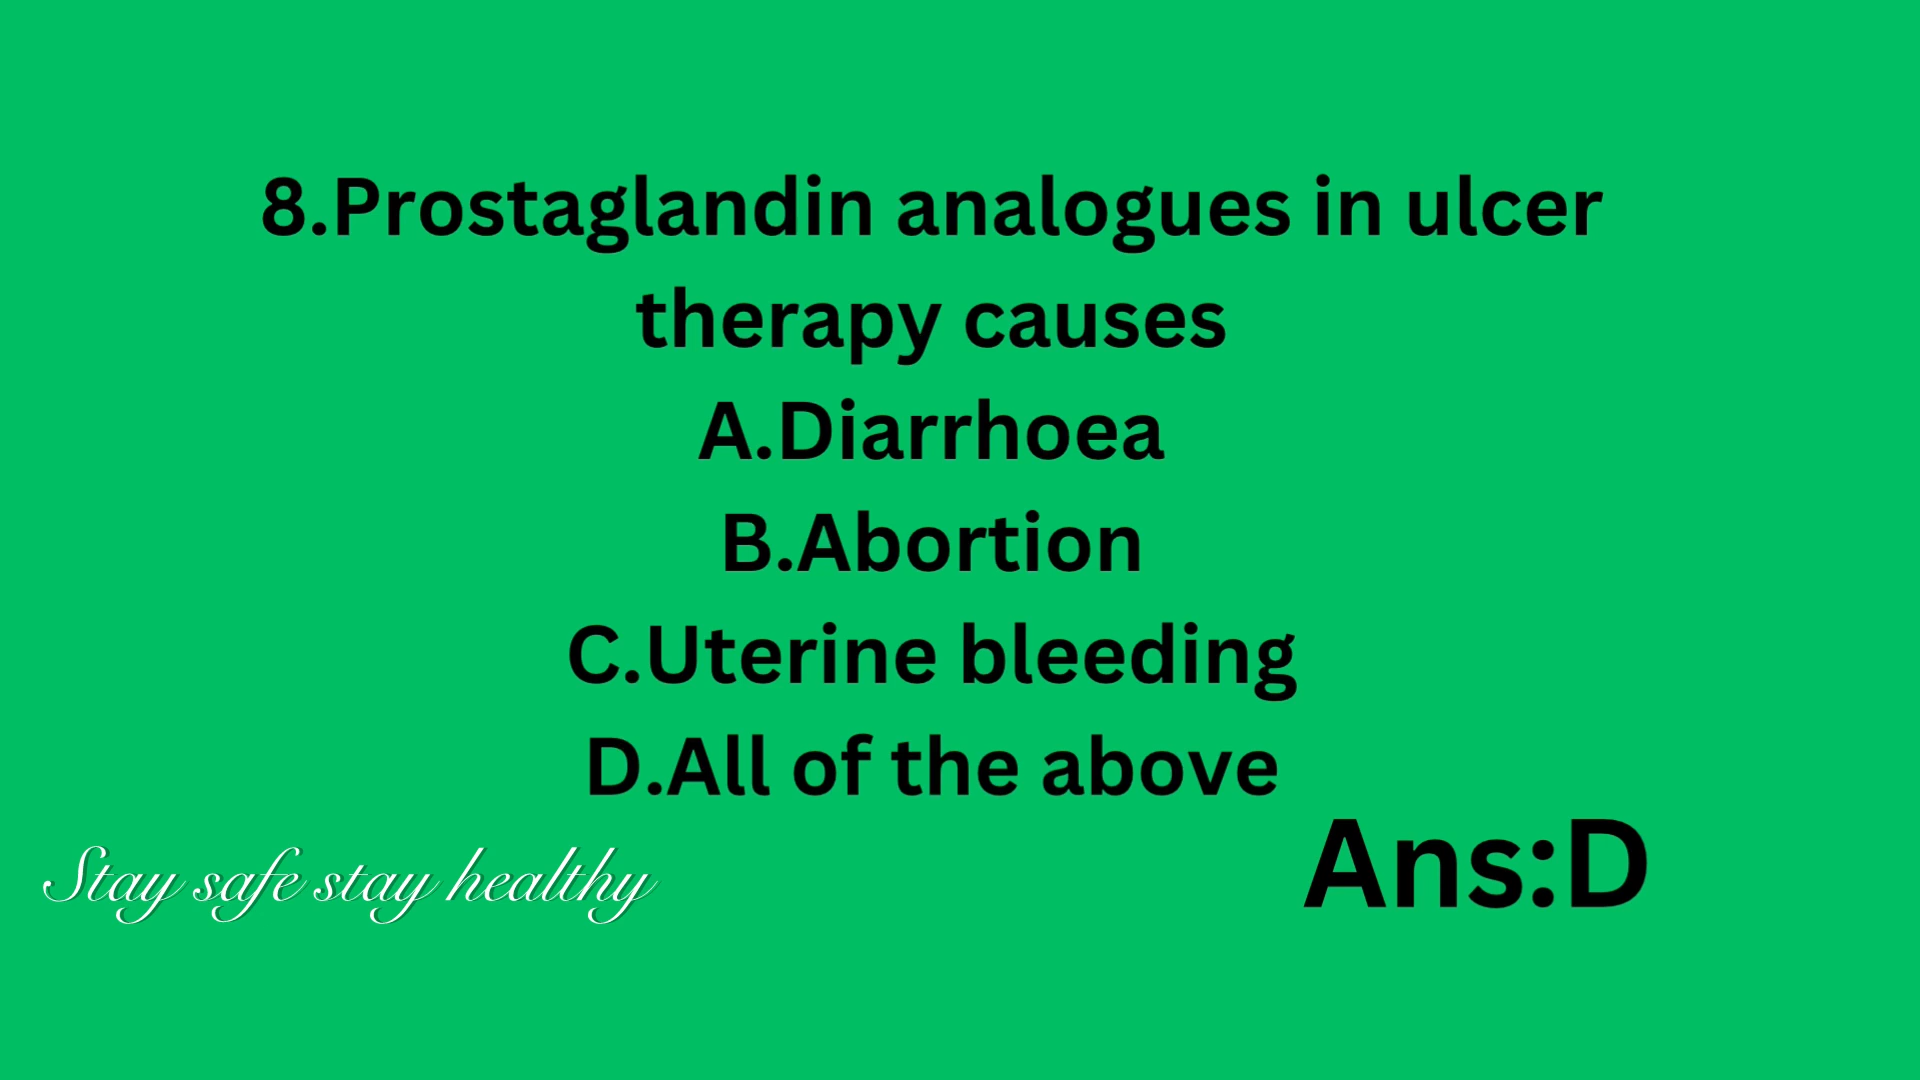 8.Prostaglandin analogues in ulcer
therapy causes
A.Diarrhoea
B.Abortion
C.Uterine bleeding
D.All of the above
Ans:D
Stay safe stay healthy